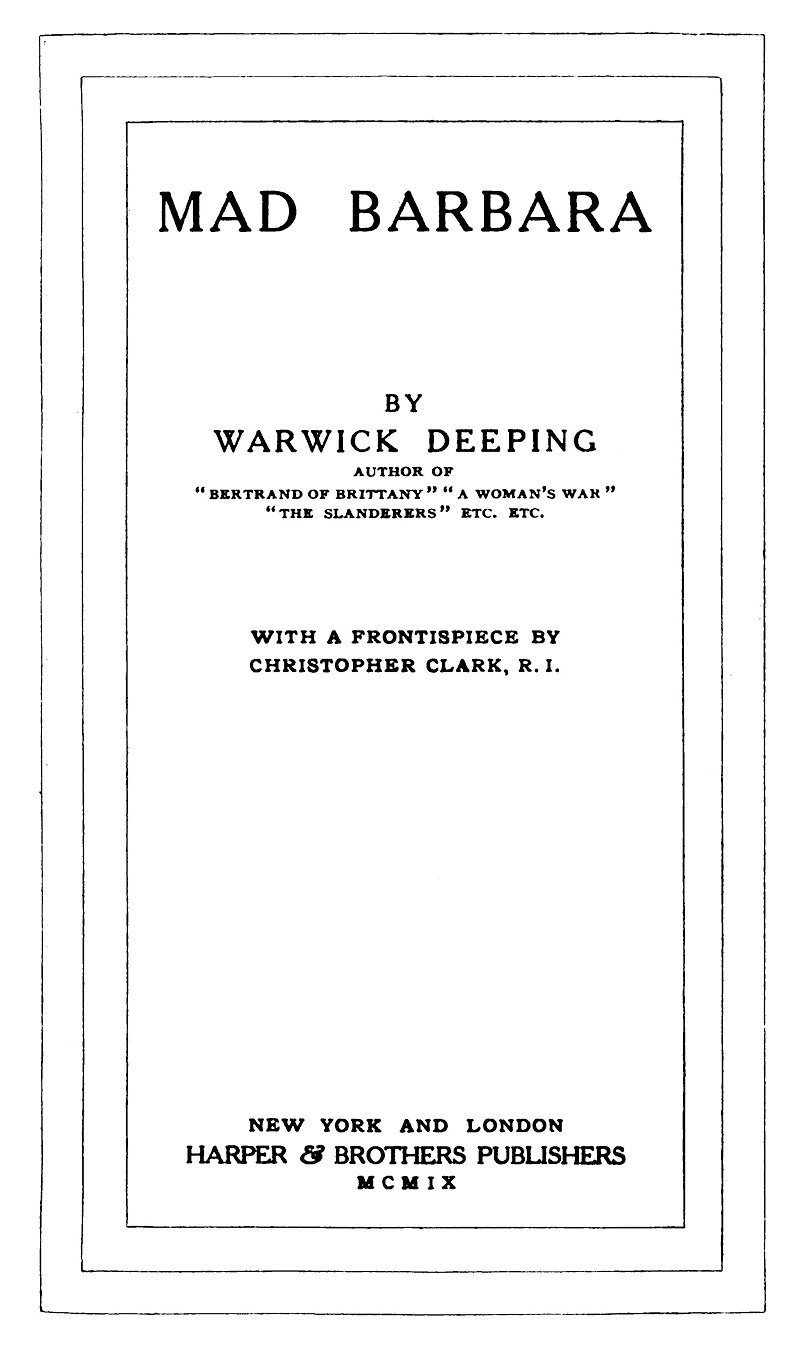 MAD BARBARA
BY
WARWICK DEEPING
AUTHOR OF
“BERTRAND OF BRITTANY” “A WOMAN’S WAR”
“THE SLANDERERS” ETC. ETC.
WITH A FRONTISPIECE BY
CHRISTOPHER CLARK, R. I.
NEW YORK AND LONDON
HARPER & BROTHERS PUBLISHERS
MCMIX